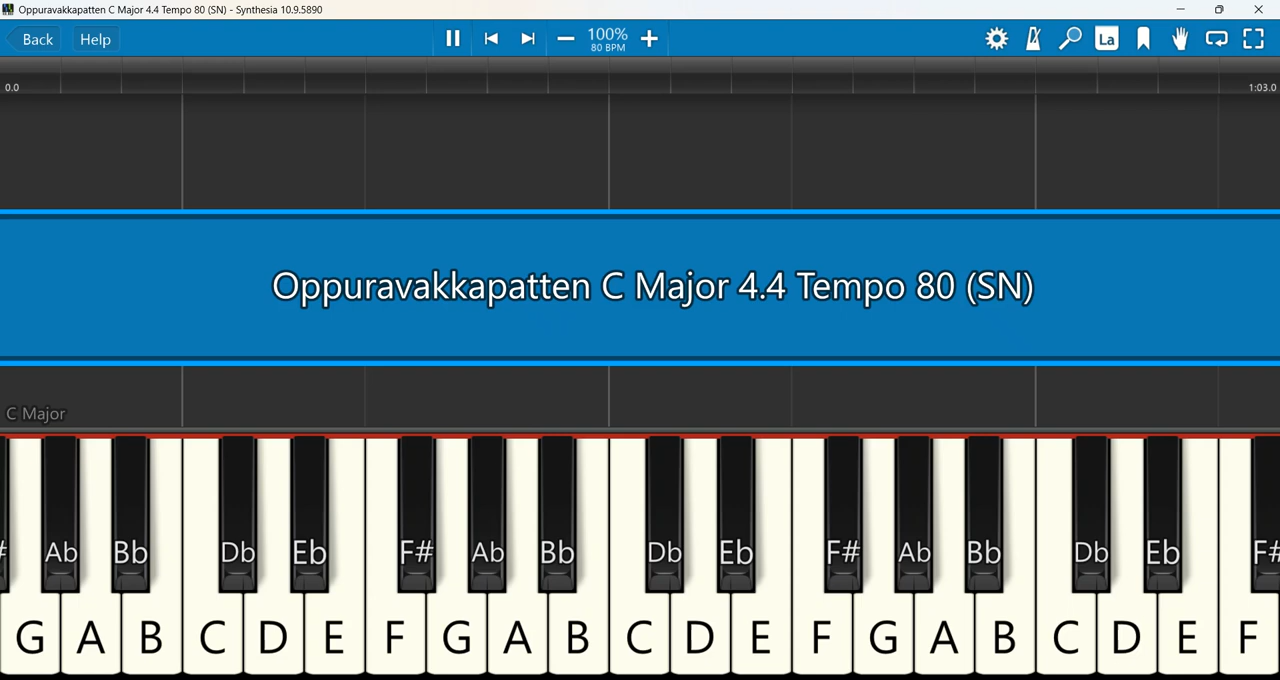 Oppuravakkapatten C Major 4.4 Tempo 80 (SN) - Synthesia 10.9.5890
Back Help 100% La
80 BPM
0.0 1:03.0
Oppuravakkapatten C Major 4.4 Tempo 80 (SN)
C Major
# Ab Bb Db Eb F# Ab Bb Db Eb F# Ab Bb Db Eb F#
G A B C D E F G A B C D E F G A B C D E F